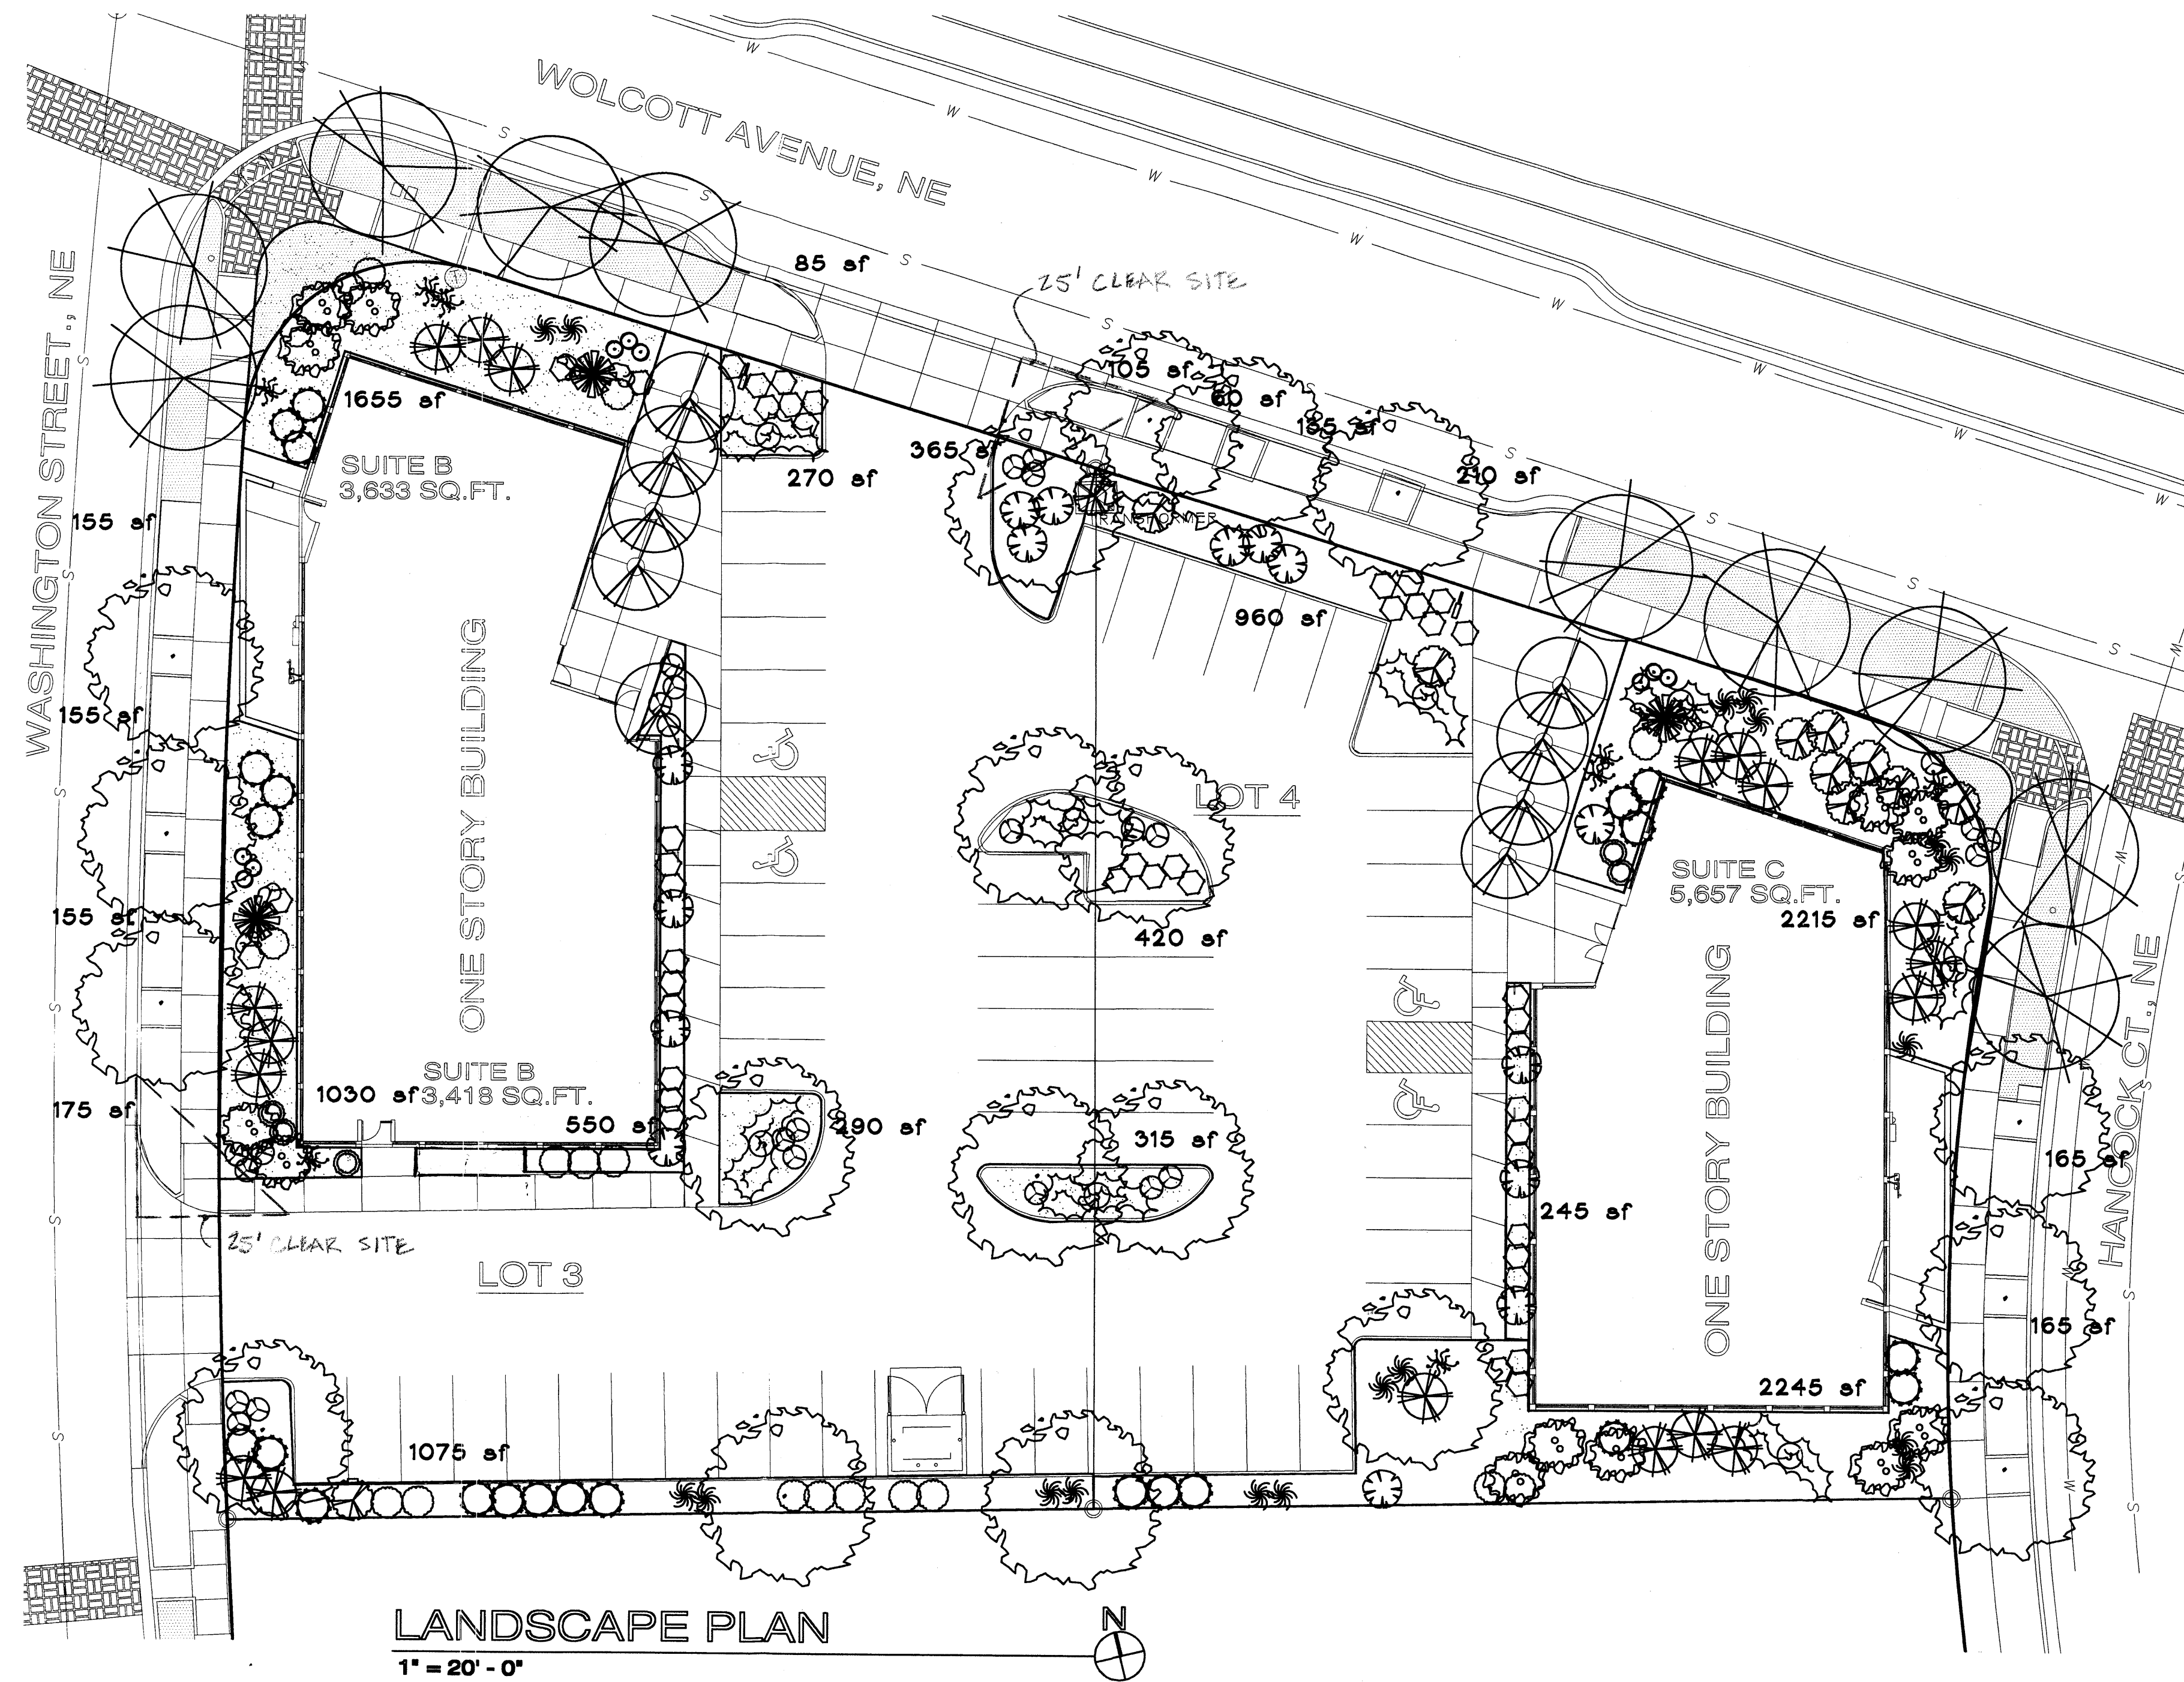 WOLCOTT AVENUE, NE
WASHINGTON STREET., NE
HANCOCK CT., NE
85 sf
25' CLEAR SITE
105 sf
60 sf
210 sf
1655 sf
SUITE B
3,633 SQ.FT.
365 sf
270 sf
TRANSFORMER
960 sf
155 sf
155 sf
155 sf
175 sf
ONE STORY BUILDING
LOT 4
420 sf
SUITE C
5,657 SQ.FT.
2215 sf
ONE STORY BUILDING
SUITE B
3,418 SQ.FT.
1030 sf
550 sf
315 sf
245 sf
165 sf
165 sf
25' CLEAR SITE
LOT 3
2245 sf
1075 sf
LANDSCAPE PLAN
1" = 20' - 0"
N
S
W